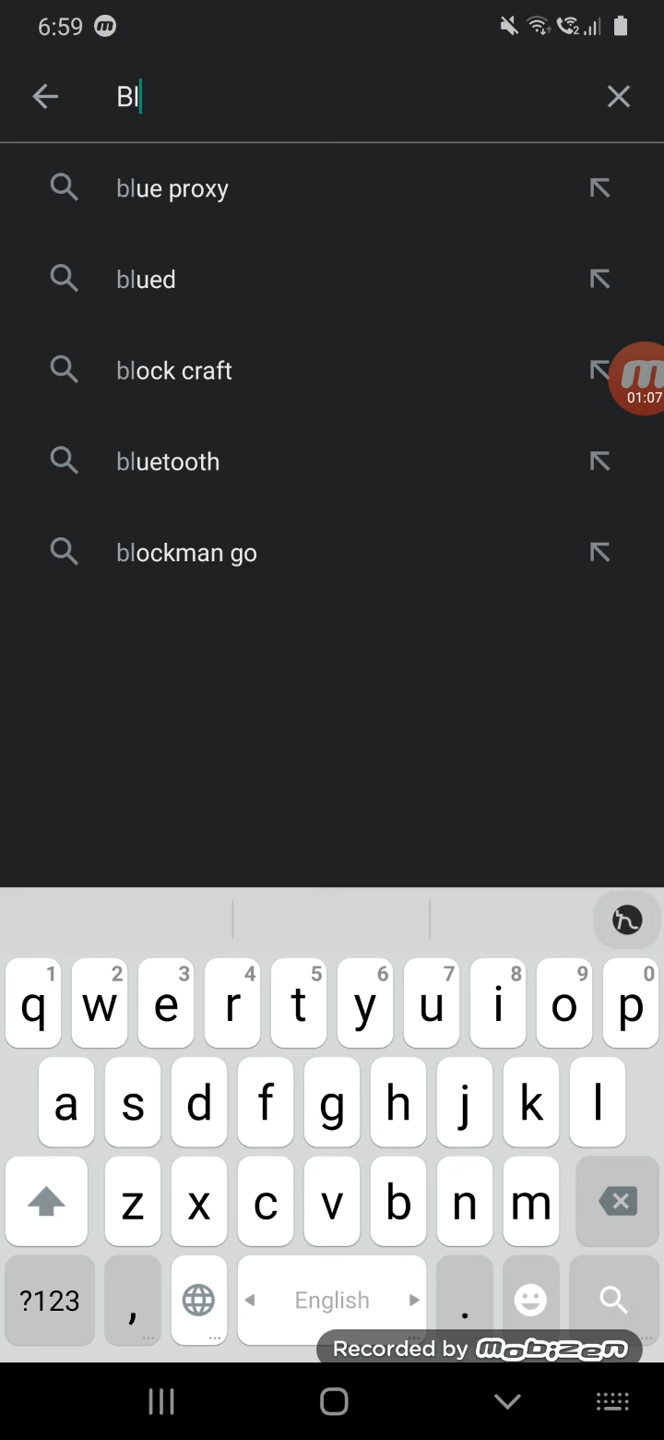 6:59
Bl
blue proxy
blued
block craft
bluetooth
01:07
blockman go
1 2 3 4 5 6 7 8 9 0
q w e r t y u i o p
a s d f g h j k l
z x c v b n m
?123 , English .
Recorded by mobizen